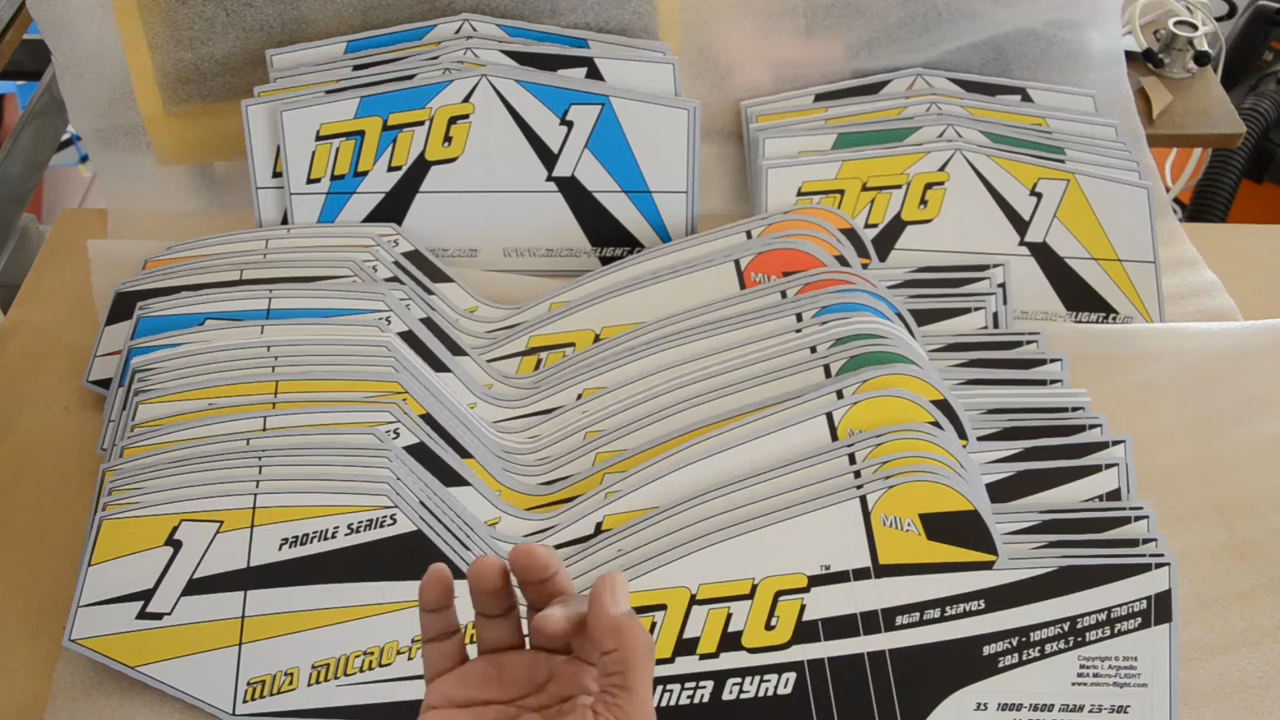 MTG 1
WWW.MICRO-FLIGHT.C
MTG 1
MICRO-FLIGHT.COM
MIA
MIA
1 PROFILE SERIES
MIA MICRO-
MTG ™
NER GYRO
9GM MG SERVOS
900KV - 1000KV 200W MOTOR
20A ESC 9X4.7 - 10X5 PROP
Copyright © 2016
Mario I. Arguello
MIA Micro-FLIGHT
www.micro-flight.com
3S 1000-1600 MAH 25-50C